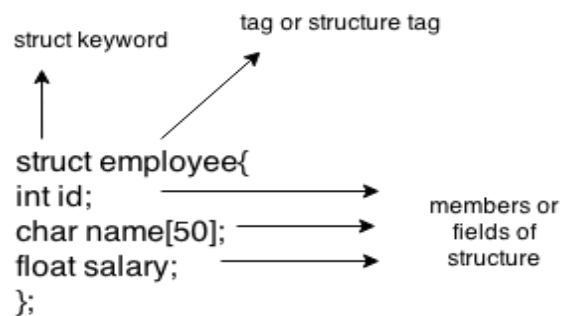 tag or structure tag
struct keyword
struct employee{
int id;
char name[50];
float salary;
};
members or
fields of
structure